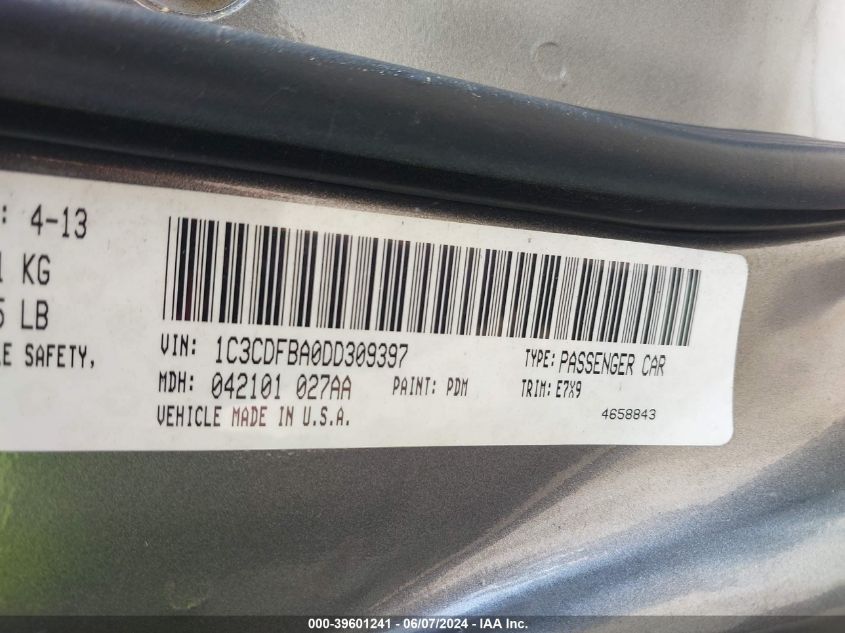 : 4-13
KG
LB
LE SAFETY,
VIN: 1C3CDFBA0DD309397
TYPE: PASSENGER CAR
MDH: 042101 027AA
PAINT: PDM
TRIM: E7X9
VEHICLE MADE IN U.S.A.
4658843
000-39601241 - 06/07/2024 - IAA Inc.